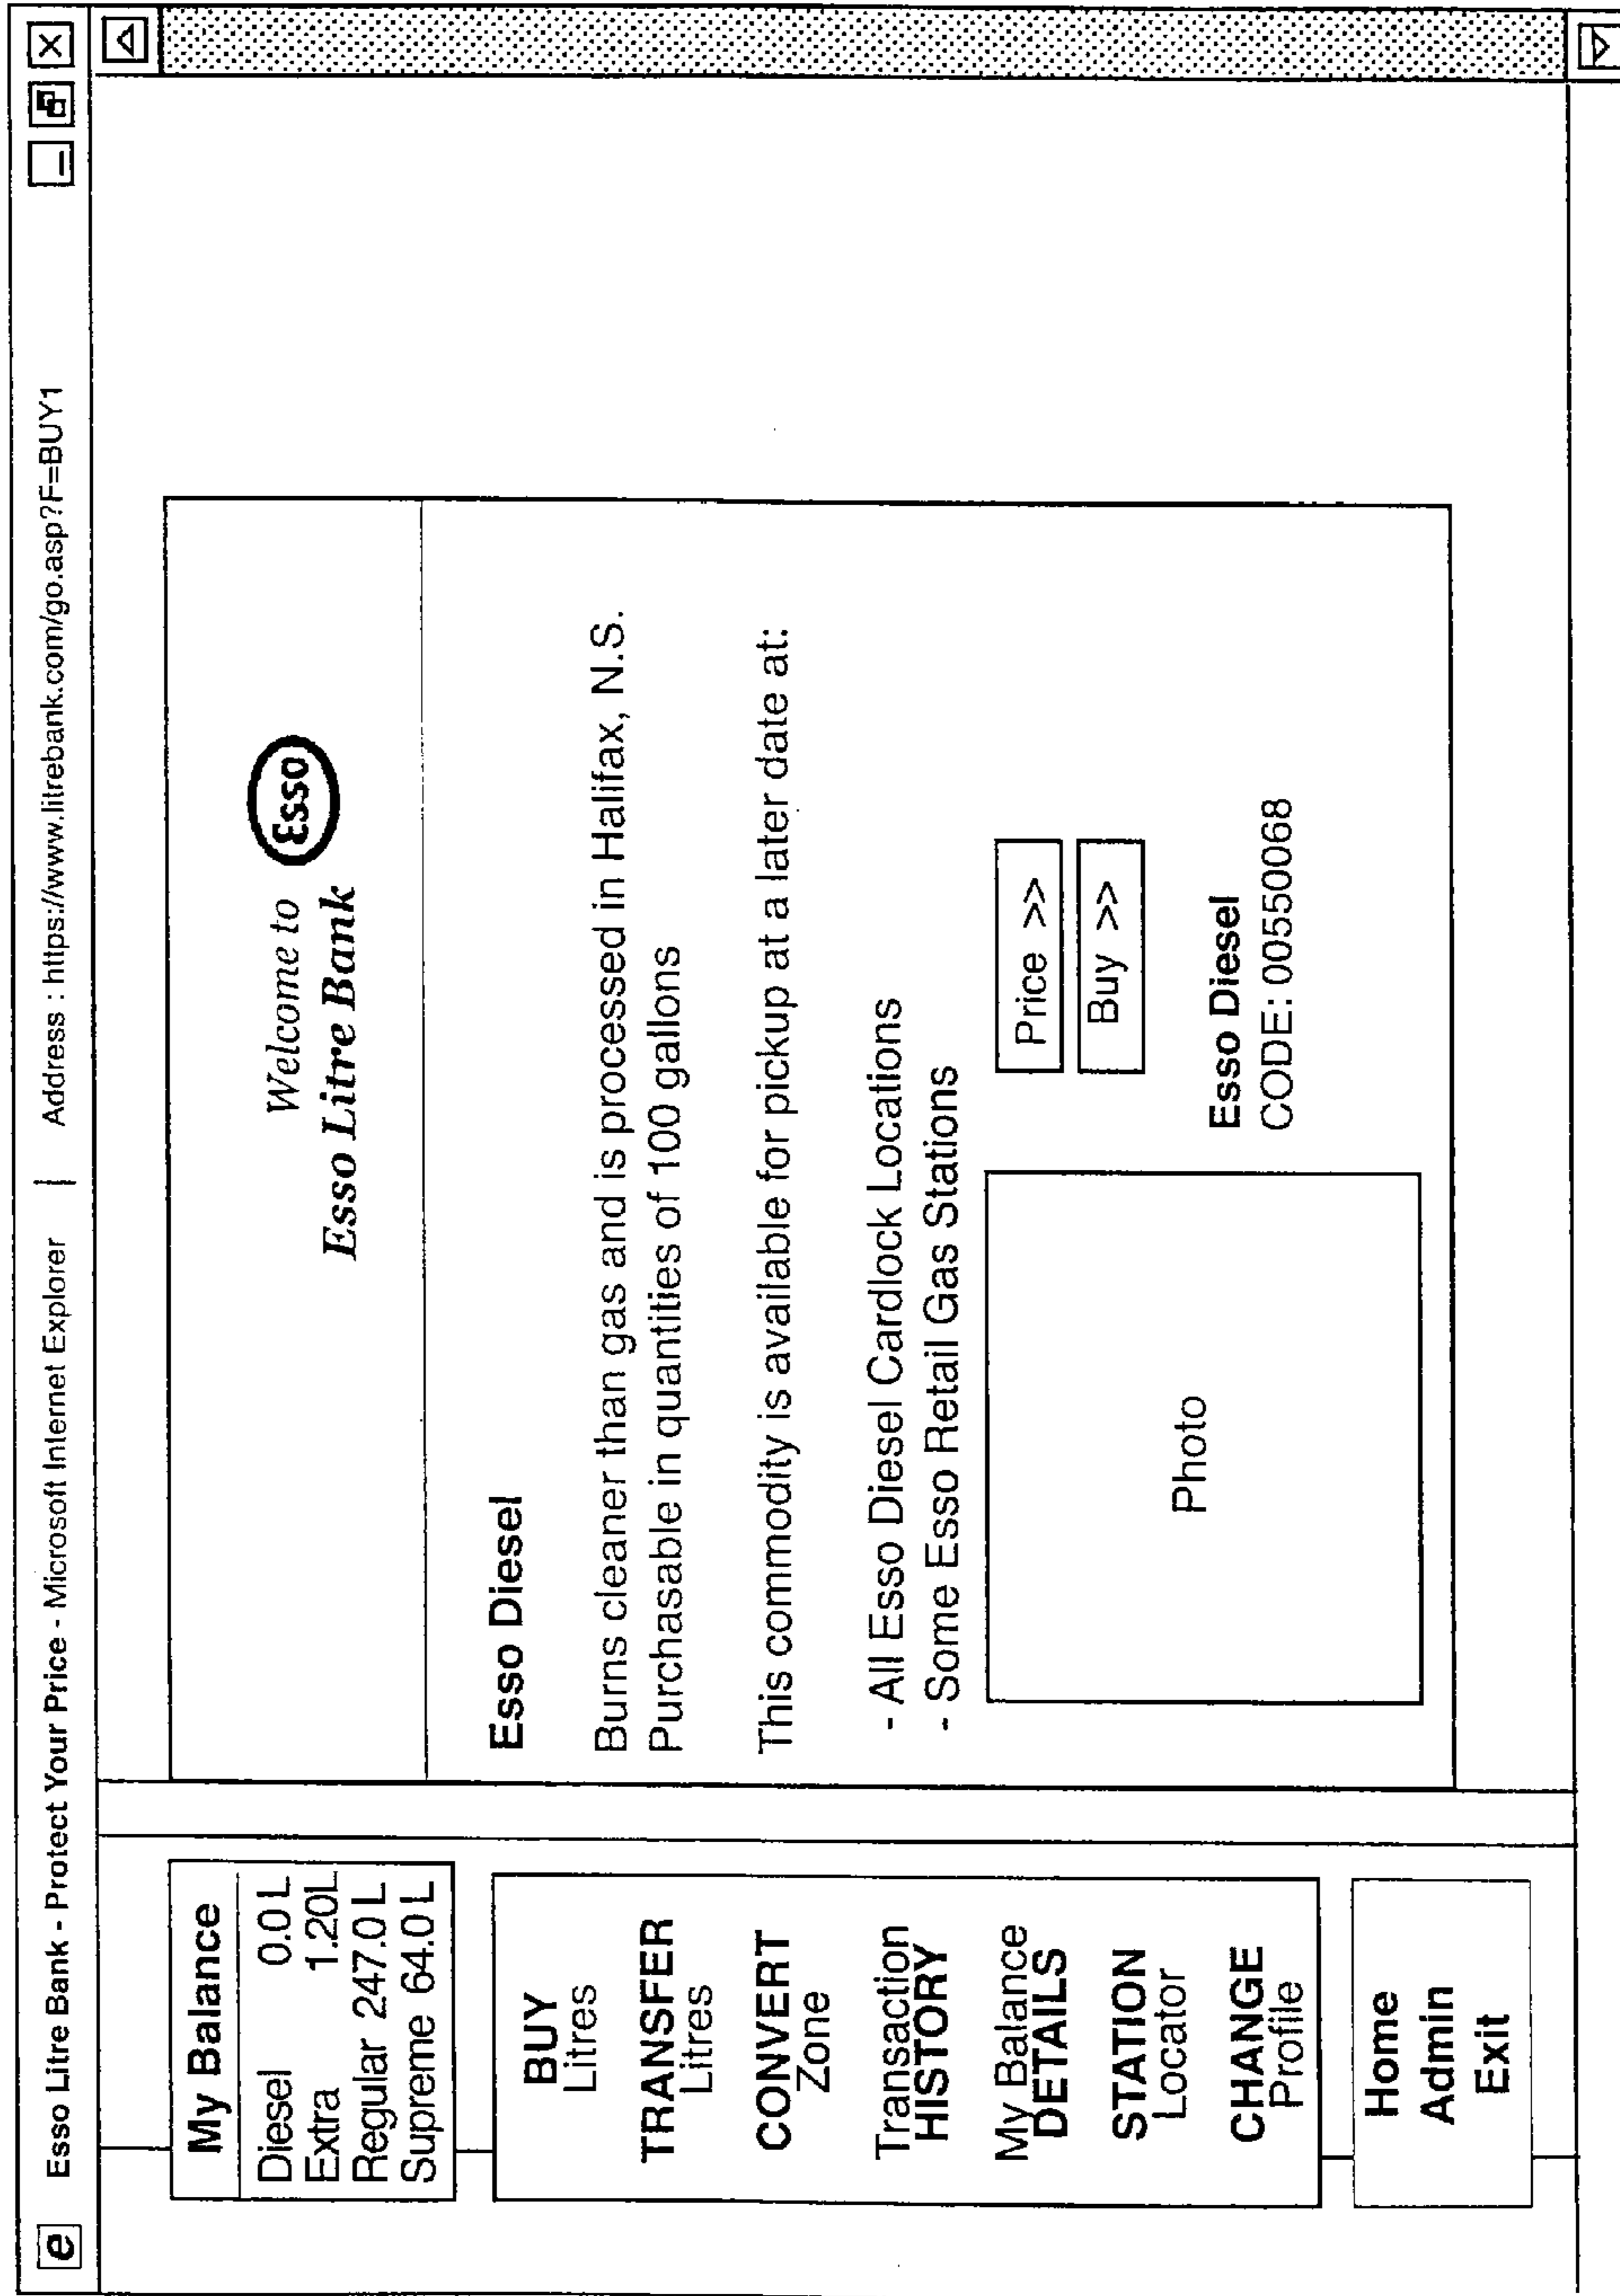 e Esso Litre Bank - Protect Your Price - Microsoft Internet Explorer | Address : https://www.litrebank.com/go.asp?F=BUY1
My Balance
Diesel 0.0 L
Extra 1.20L
Regular 247.0 L
Supreme 64.0 L
BUY
Litres
TRANSFER
Litres
CONVERT
Zone
Transaction
HISTORY
My Balance
DETAILS
STATION
Locator
CHANGE
Profile
Home
Admin
Exit
Welcome to
Esso Litre Bank
Esso
Esso Diesel
Burns cleaner than gas and is processed in Halifax, N.S.
Purchasable in quantities of 100 gallons
This commodity is available for pickup at a later date at:
- All Esso Diesel Cardlock Locations
- Some Esso Retail Gas Stations
Photo
Price >>
Buy >>
Esso Diesel
CODE: 00550068